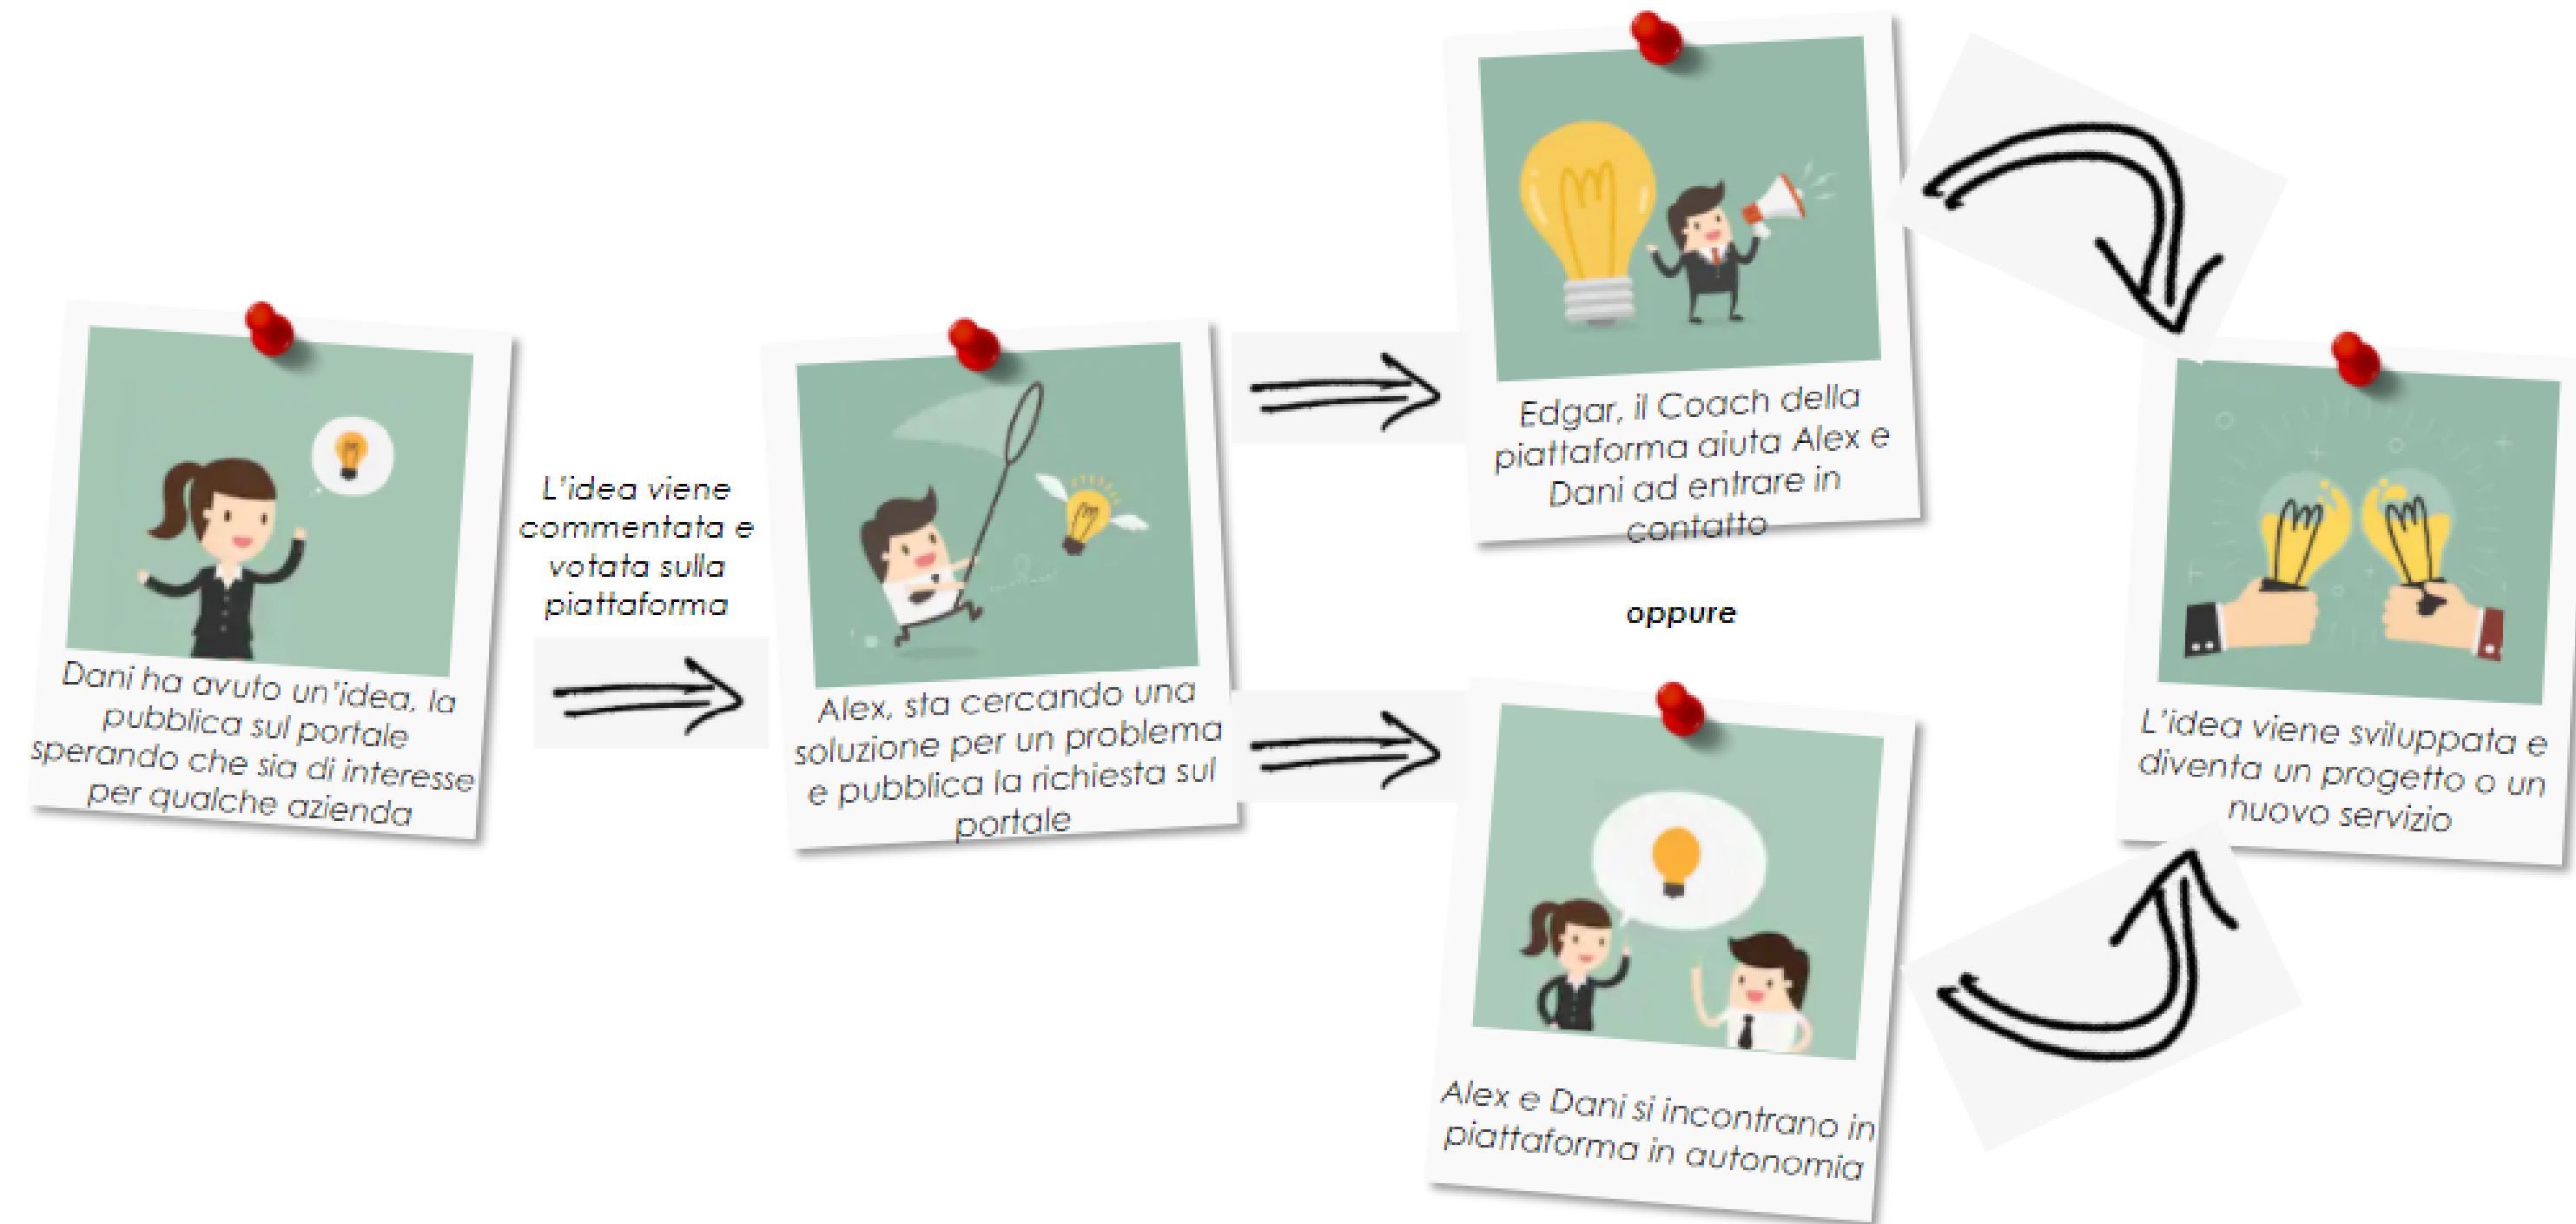 Dani ha avuto un'idea, la
pubblica sul portale
sperando che sia di interesse
per qualche azienda
L'idea viene
commentata e
votata sulla
piattaforma
Alex, sta cercando una
soluzione per un problema
e pubblica la richiesta sul
portale
Edgar, il Coach della
piattaforma aiuta Alex e
Dani ad entrare in
contatto
oppure
Alex e Dani si incontrano in
piattaforma in autonomia
L'idea viene sviluppata e
diventa un progetto o un
nuovo servizio